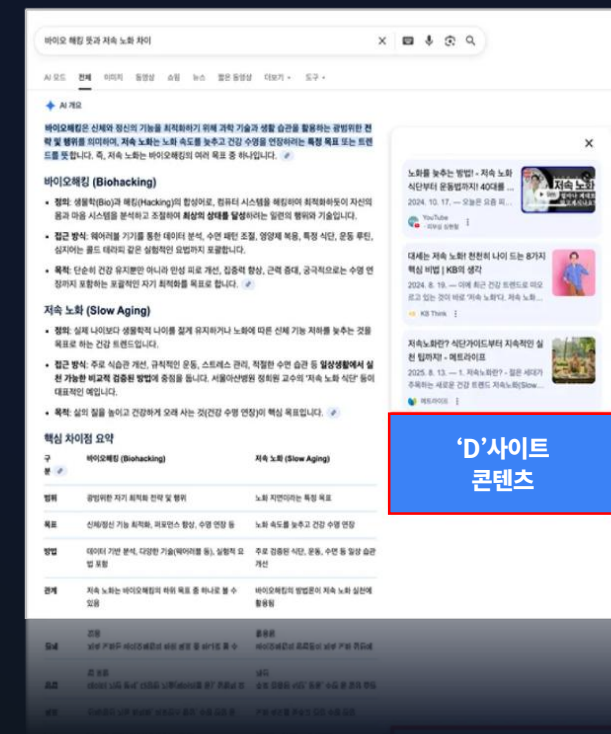 바이오 해킹 뜻과 저속 노화 차이
AI 모드 전체 이미지 동영상 쇼핑 뉴스 짧은 동영상 더보기 도구
AI 개요
바이오해킹은 신체와 정신의 기능을 최적화하기 위해 과학 기술과 생활 습관을 활용하는 광범위한 전
략 및 행위를 의미하며, 저속 노화는 노화 속도를 늦추고 건강 수명을 연장하려는 특정 목표 또는 트렌
드를 뜻합니다. 즉, 저속 노화는 바이오해킹의 여러 목표 중 하나입니다.
바이오해킹 (Biohacking)
• 정의: 생물학(Bio)과 해킹(Hacking)의 합성어로, 컴퓨터 시스템을 해킹하여 최적화하듯이 자신의
몸과 마음 시스템을 분석하고 조절하여 최상의 상태를 달성하려는 일련의 행위와 기술입니다.
• 접근 방식: 웨어러블 기기를 통한 데이터 분석, 수면 패턴 조절, 영양제 복용, 특정 식단, 운동 루틴,
심지어는 콜드 테라피 같은 실험적인 요법까지 포괄합니다.
• 목적: 단순히 건강 유지뿐만 아니라 만성 피로 개선, 집중력 향상, 근력 증대, 궁극적으로는 수명 연
장까지 포함하는 포괄적인 자기 최적화를 목표로 합니다.
저속 노화 (Slow Aging)
• 정의: 실제 나이보다 생물학적 나이를 젊게 유지하거나 노화에 따른 신체 기능 저하를 늦추는 것을
목표로 하는 건강 트렌드입니다.
• 접근 방식: 주로 식습관 개선, 규칙적인 운동, 스트레스 관리, 적절한 수면 습관 등 일상생활에서 실
천 가능한 비교적 검증된 방법에 중점을 둡니다. 서울아산병원 정희원 교수의 '저속 노화 식단' 등이
대표적인 예입니다.
• 목적: 삶의 질을 높이고 건강하게 오래 사는 것(건강 수명 연장)이 핵심 목표입니다.
핵심 차이점 요약
구분 바이오해킹 (Biohacking) 저속 노화 (Slow Aging)
범위 광범위한 자기 최적화 전략 및 행위 노화 지연이라는 특정 목표
목표 신체/정신 기능 최적화, 퍼포먼스 향상, 수명 연장 등 노화 속도를 늦추고 건강 수명 연장
방법 데이터 기반 분석, 다양한 기술(웨어러블 등), 실험적 요
법 포함 주로 검증된 식단, 운동, 수면 등 일상 습관
개선
관계 저속 노화는 바이오해킹의 하위 목표 중 하나로 볼 수
있음 바이오해킹의 방법론이 저속 노화 실천에
활용됨
노화를 늦추는 방법! - 저속 노화
식단부터 운동법까지! 40대를 ...
2024. 10. 17. — 오늘은 요즘 피...
YouTube
저속 노화
대세는 저속 노화! 천천히 나이 드는 8가지
핵심 비법 | KB의 생각
2024. 8. 19. — 이때 최근 건강 트렌드로 떠오
르고 있는 것이 바로 '저속 노화'다. 저속 노화...
KB Think
저속노화란? 식단가이드부터 지속적인 실
천 팁까지! - 메트라이프
2025. 8. 13. — 1. 저속노화란? - 젊은 세대가
주목하는 새로운 건강 트렌드 저속노화(Slow...
메트라이프
‘D’사이트
콘텐츠